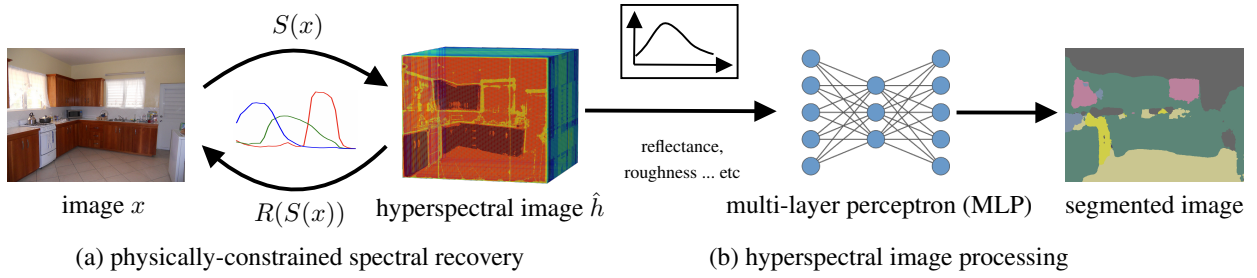 S(x)
R(S(x))
reflectance,
roughness ... etc
image x
hyperspectral image ĥ
multi-layer perceptron (MLP)
segmented image
(a) physically-constrained spectral recovery
(b) hyperspectral image processing